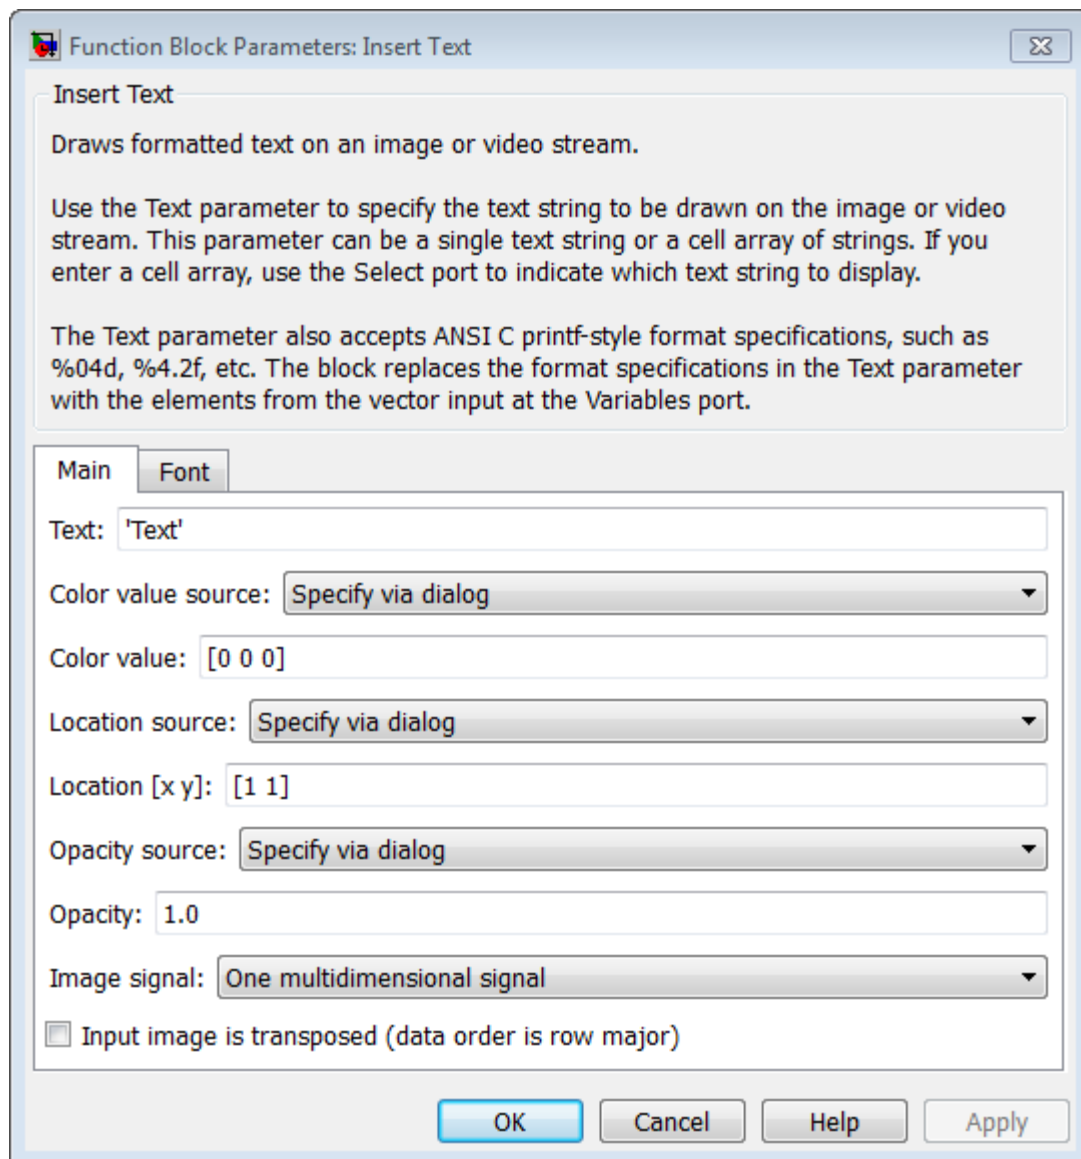 Function Block Parameters: Insert Text
Insert Text
Draws formatted text on an image or video stream.
Use the Text parameter to specify the text string to be drawn on the image or video
stream. This parameter can be a single text string or a cell array of strings. If you
enter a cell array, use the Select port to indicate which text string to display.
The Text parameter also accepts ANSI C printf-style format specifications, such as
%04d, %4.2f, etc. The block replaces the format specifications in the Text parameter
with the elements from the vector input at the Variables port.
Main Font
Text: 'Text'
Color value source: Specify via dialog
Color value: [0 0 0]
Location source: Specify via dialog
Location [x y]: [1 1]
Opacity source: Specify via dialog
Opacity: 1.0
Image signal: One multidimensional signal
Input image is transposed (data order is row major)
OK Cancel Help Apply